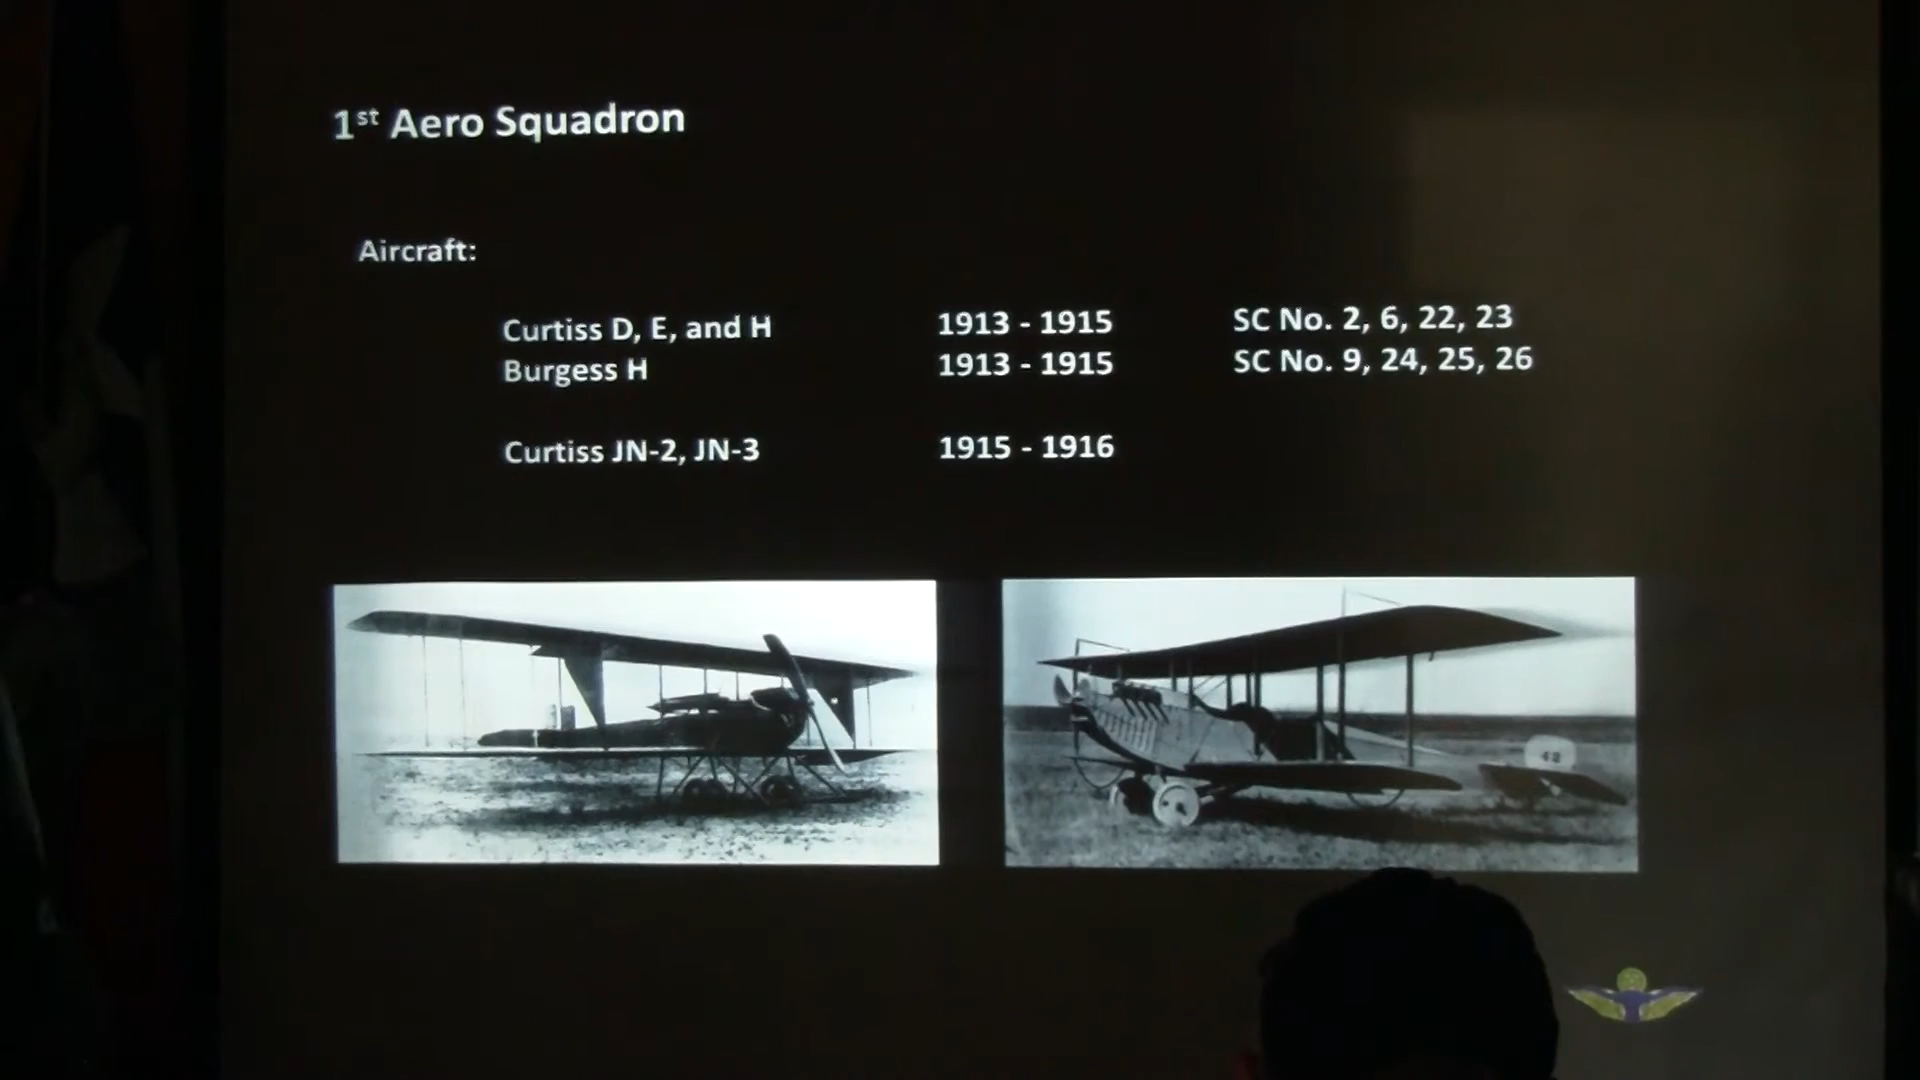 1st Aero Squadron
Aircraft:
Curtiss D, E, and H 1913 - 1915 SC No. 2, 6, 22, 23
Burgess H 1913 - 1915 SC No. 9, 24, 25, 26
Curtiss JN-2, JN-3 1915 - 1916
42